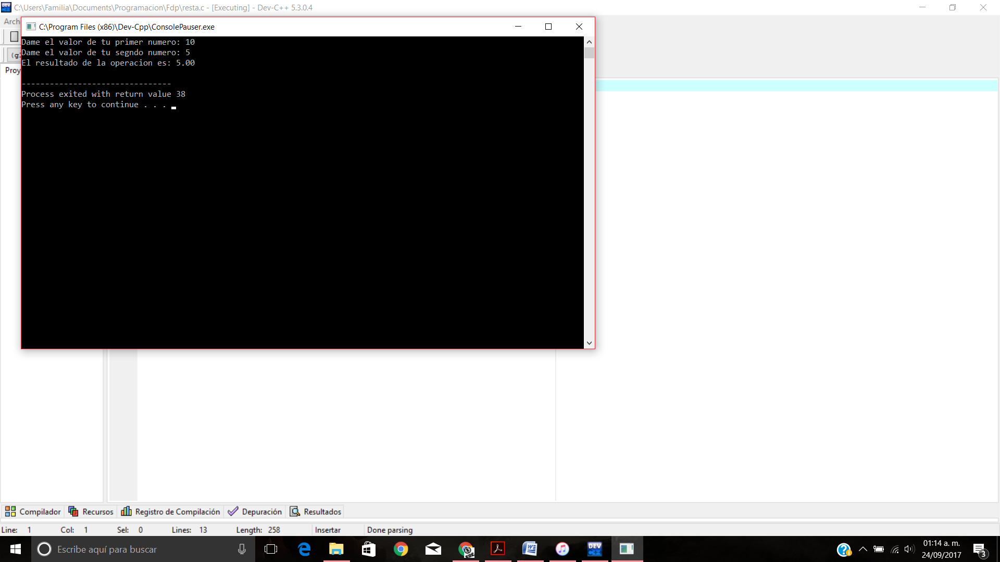 C:\Users\Familia\Documents\Programacion\Fdp\resta.c - [Executing] - Dev-C++ 5.3.0.4
Arch
C:\Program Files (x86)\Dev-Cpp\ConsolePauser.exe
Dame el valor de tu primer numero: 10
Dame el valor de tu segndo numero: 5
El resultado de la operacion es: 5.00
--------------------------------
Process exited with return value 38
Press any key to continue . . .
(g
Proy
Compilador Recursos Registro de Compilación Depuración Resultados
Line: 1 Col: 1 Sel: 0 Lines: 13 Length: 258 Insertar Done parsing
Escribe aquí para buscar
DEV C++
01:14 a. m.
24/09/2017
3